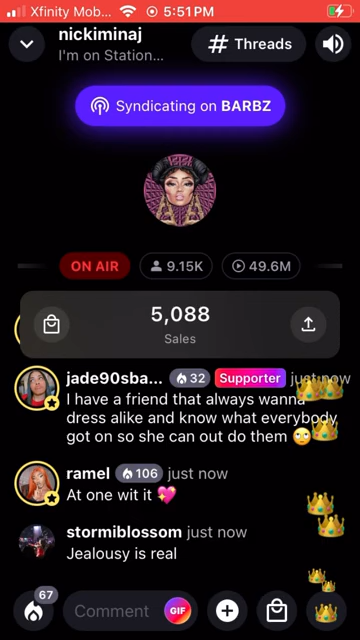 Xfinity Mob... 5:51 PM
nickiminaj
I'm on Station...
# Threads
Syndicating on BARBZ
ON AIR 9.15K 49.6M
5,088
Sales
jade90sba... 32 Supporter just now
I have a friend that always wanna
dress alike and know what everybody
got on so she can out do them 🙄
ramel 106 just now
At one wit it 💖
stormiblossom just now
Jealousy is real
67
Comment GIF